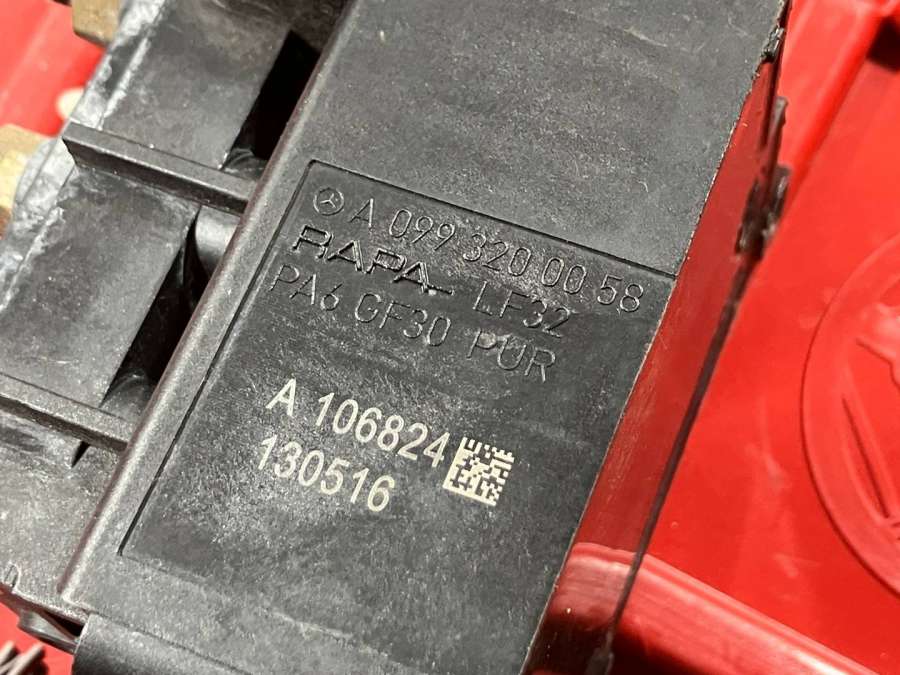 A 099 320 00 58
RAPA LF32
PA6 GF30 PUR
A 106824
130516